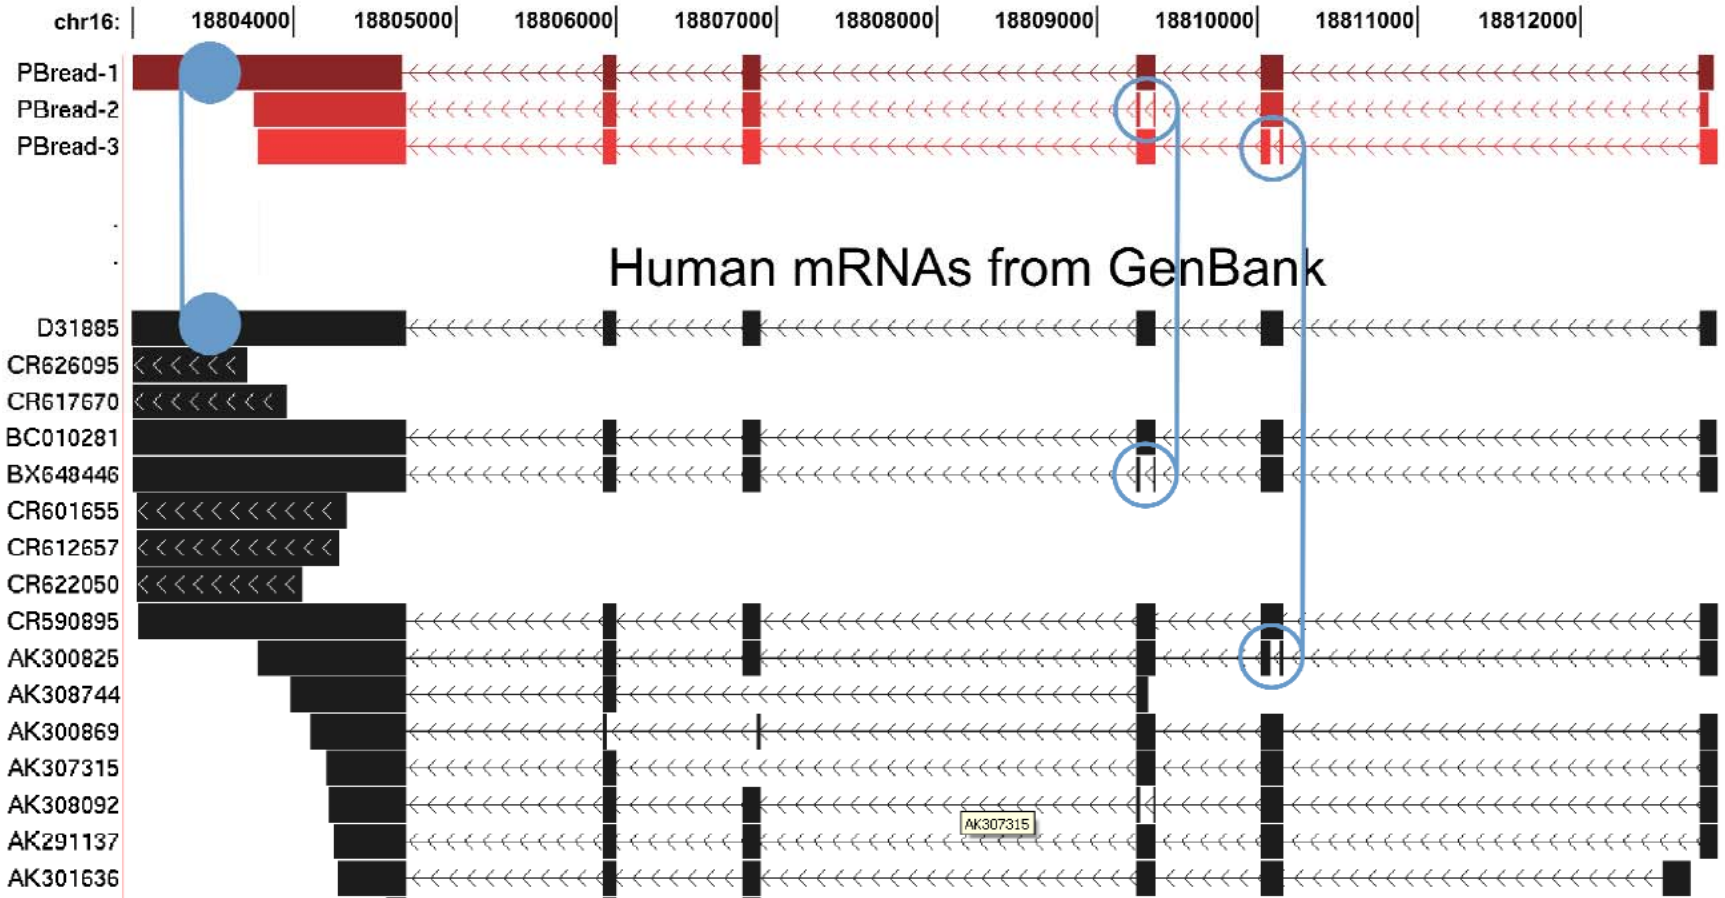 chr16: 18804000 18805000 18806000 18807000 18808000 18809000 18810000 18811000 18812000
PBread-1
PBread-2
PBread-3
.
.
Human mRNAs from GenBank
D31885
CR626095
CR617670
BC010281
BX648446
CR601655
CR612657
CR622050
CR590895
AK300825
AK308744
AK300869
AK307315
AK308092
AK307315
AK291137
AK301636